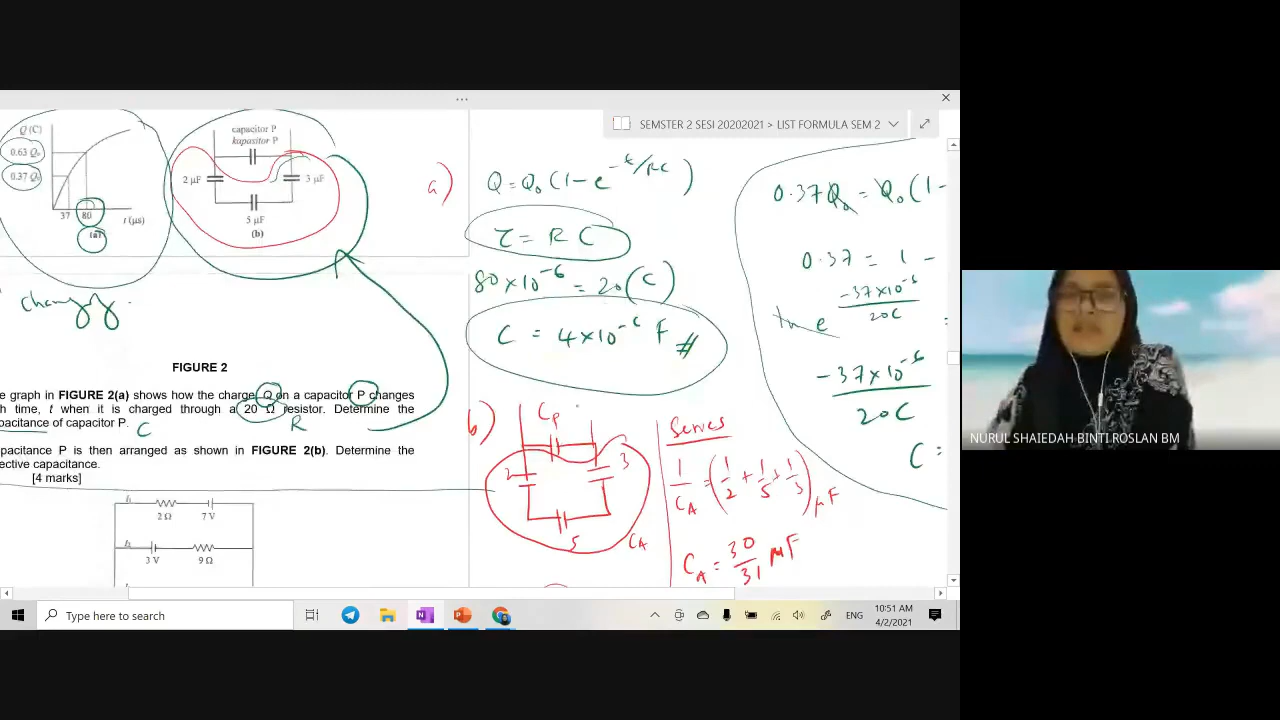 SEMSTER 2 SESI 20202021 > LIST FORMULA SEM 2
Q (C)
0.63 Q₀
0.37 Q₀
37 80 t (μs)
(a)
capacitor P
kapasitor P
2 μF
3 μF
5 μF
(b)
a)
FIGURE 2
e graph in FIGURE 2(a) shows how the charge Q on a capacitor P changes
th time, t when it is charged through a 20 Ω resistor. Determine the
apacitance of capacitor P.
C
R
apacitance P is then arranged as shown in FIGURE 2(b). Determine the
ective capacitance.
[4 marks]
2 Ω 7 V
3 V 9 Ω
Q = Q₀ (1 - e^-t/RC)
τ = RC
80×10⁻⁶ = 20 (C)
C = 4×10⁻⁶ F #
b)
Cp
2
3
5
CA
Series
1/CA = (1/2 + 1/5 + 1/3) μF
CA = 30/31 μF
0.37Q₀ = Q₀ (1 -
0.37 = 1 -
ln e -37×10⁻⁶/20C =
-37×10⁻⁶/20C
C =
NURUL SHAIEDAH BINTI ROSLAN BM
Type here to search
ENG
10:51 AM
4/2/2021